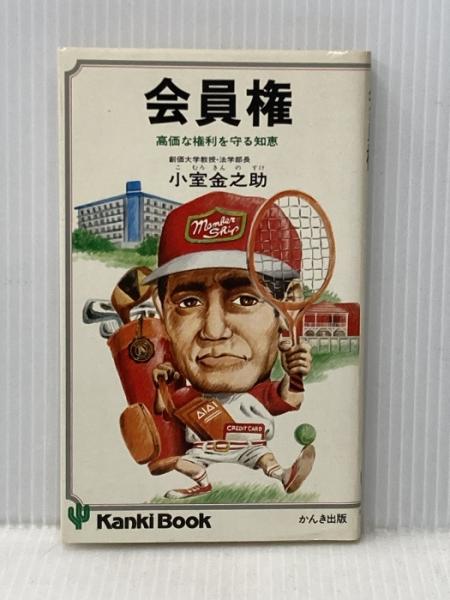 会員権
高価な権利を守る知恵
創価大学教授・法学部長
こむろきんのすけ
小室金之助
Member
Ship
CREDIT CARD
Kanki Book
かんき出版